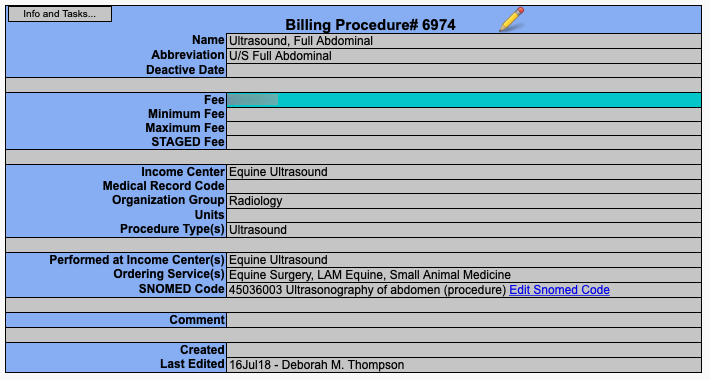 Info and Tasks...
Billing Procedure# 6974
Name Ultrasound, Full Abdominal
Abbreviation U/S Full Abdominal
Deactive Date
Fee
Minimum Fee
Maximum Fee
STAGED Fee
Income Center Equine Ultrasound
Medical Record Code
Organization Group Radiology
Units
Procedure Type(s) Ultrasound
Performed at Income Center(s) Equine Ultrasound
Ordering Service(s) Equine Surgery, LAM Equine, Small Animal Medicine
SNOMED Code 45036003 Ultrasonography of abdomen (procedure) Edit Snomed Code
Comment
Created
Last Edited 16Jul18 - Deborah M. Thompson